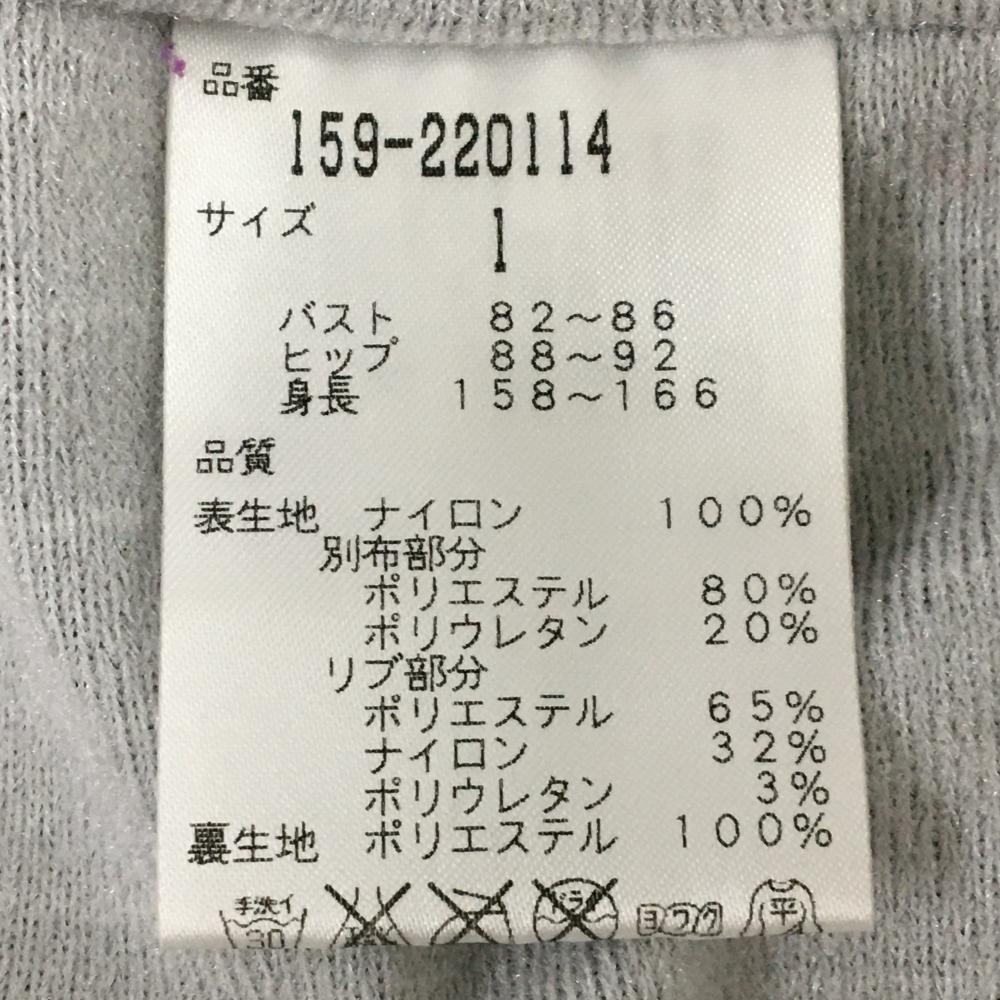 品番
159-220114
サイズ 1
バスト 82～86
ヒップ 88～92
身長 158～166
品質
表生地 ナイロン 100%
別布部分
ポリエステル 80%
ポリウレタン 20%
リブ部分
ポリエステル 65%
ナイロン 32%
ポリウレタン 3%
裏生地 ポリエステル 100%
手洗イ 30 ドライ ヨワク 平